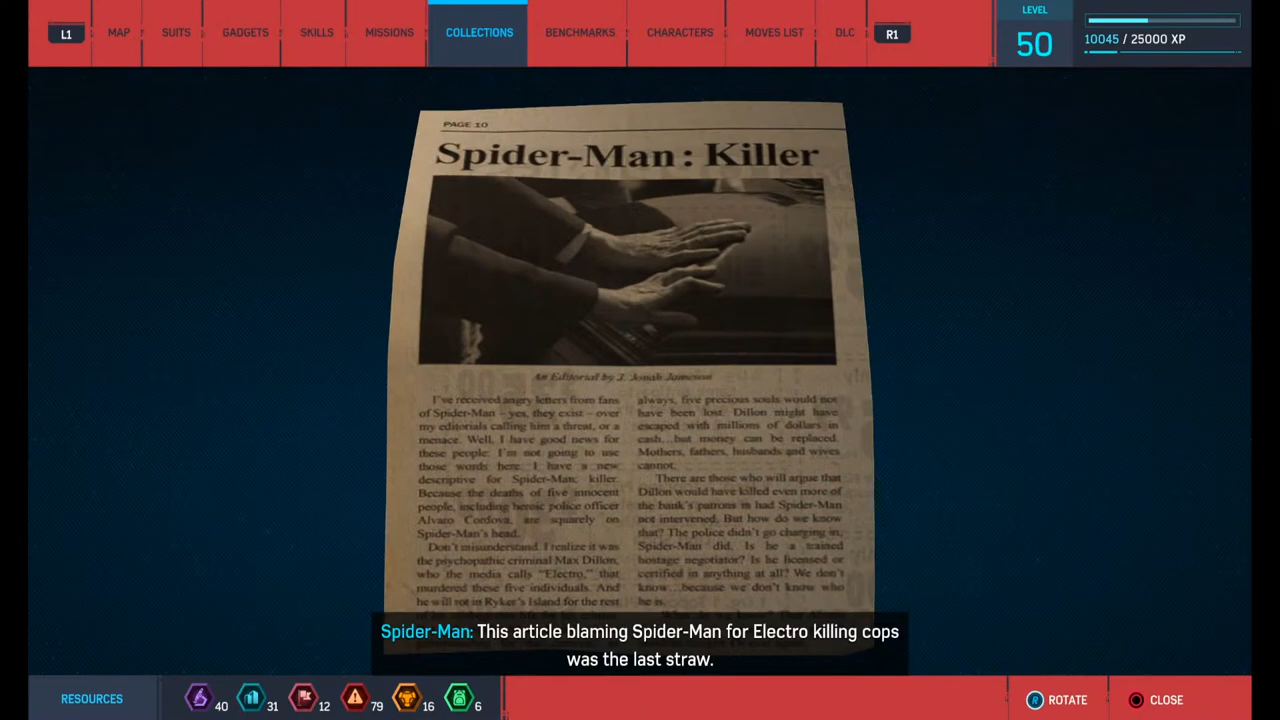 L1 MAP SUITS GADGETS SKILLS MISSIONS COLLECTIONS BENCHMARKS CHARACTERS MOVES LIST DLC R1
LEVEL
50
10045 / 25000 XP
PAGE 10
Spider-Man : Killer
An Editorial by J. Jonah Jameson
I've received angry letters from fans
of Spider-Man – yes, they exist – over
my editorials calling him a threat, or a
menace. Well, I have good news for
these people: I'm not going to use
those words here. I have a new
descriptive for Spider-Man: killer.
Because the deaths of five innocent
people, including heroic police officer
Alvaro Cordova, are squarely on
Spider-Man's head.
Don't misunderstand. I realize it was
the psychopathic criminal Max Dillon,
who the media calls "Electro," that
murdered these five individuals. And
he will rot in Ryker's Island for the rest
always, five precious souls would not
have been lost. Dillon might have
escaped with millions of dollars in
cash...but money can be replaced.
Mothers, fathers, husbands and wives
cannot.
There are those who will argue that
Dillon would have killed even more of
the bank's patrons in had Spider-Man
not intervened. But how do we know
that? The police didn't go charging in,
Spider-Man did. Is he a trained
hostage negotiator? Is he licensed or
certified in anything at all? We don't
know...because we don't know who
he is.
Spider-Man: This article blaming Spider-Man for Electro killing cops
was the last straw.
RESOURCES 40 31 12 79 16 6 R ROTATE CLOSE